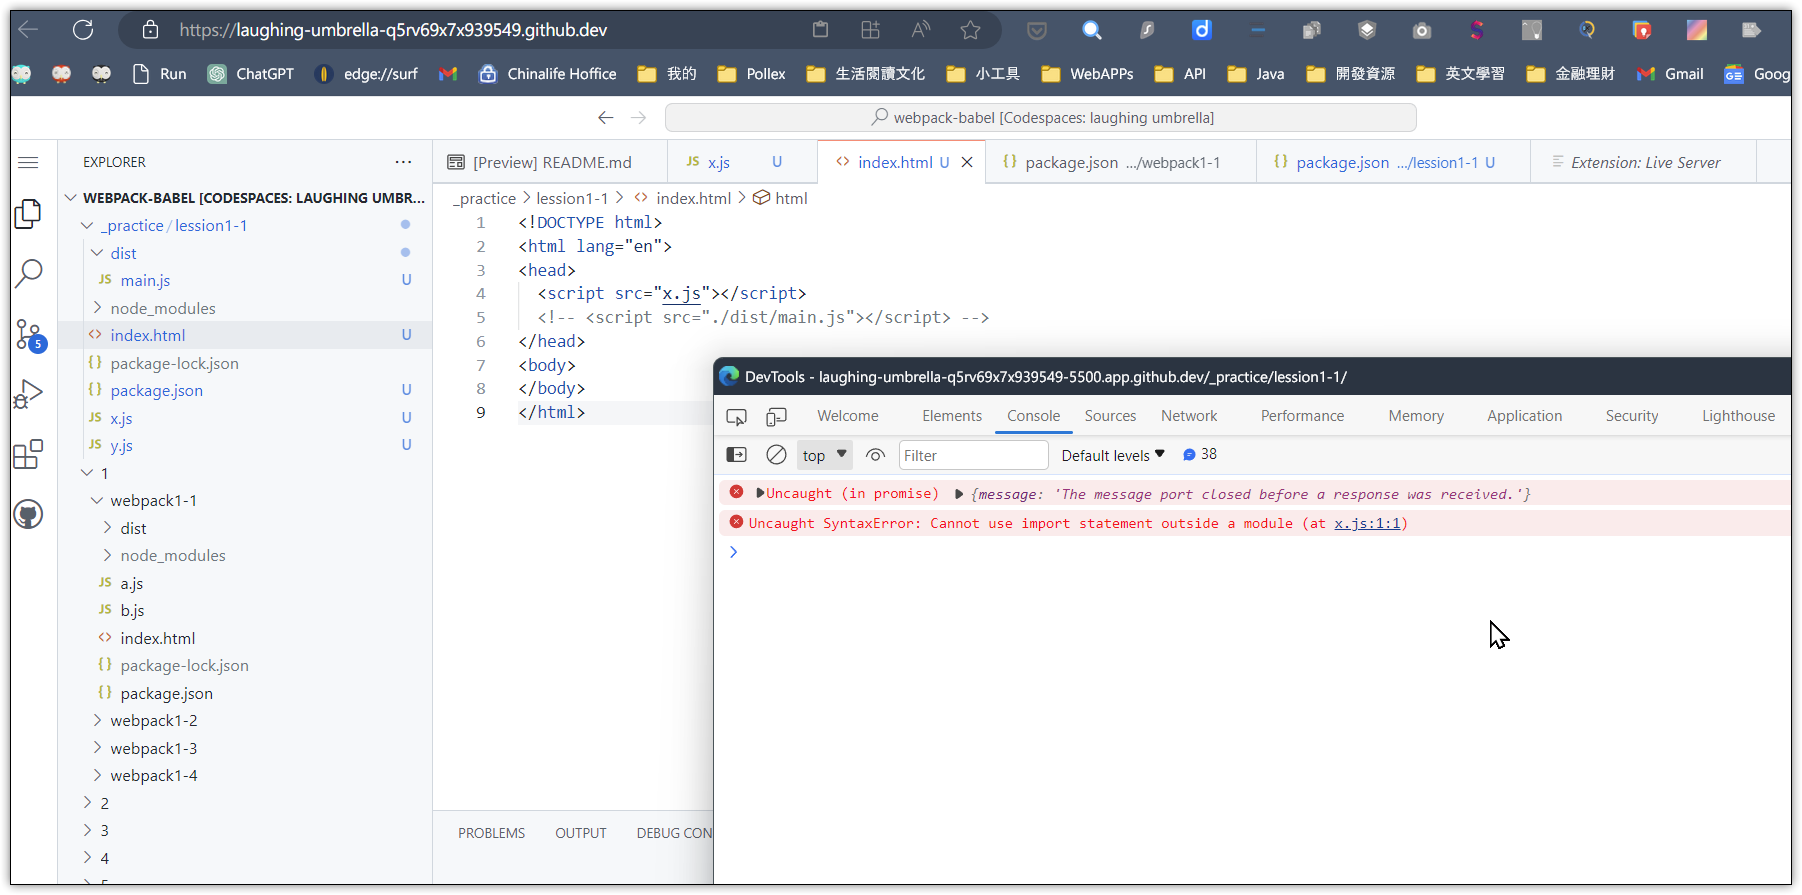 https://laughing-umbrella-q5rv69x7x939549.github.dev
Run ChatGPT edge://surf Chinalife Hoffice 我的 Pollex 生活閱讀文化 小工具 WebAPPs API Java 開發資源 英文學習 金融理財 Gmail Goog
webpack-babel [Codespaces: laughing umbrella]
EXPLORER ···
[Preview] README.md
JS x.js U
<> index.html U ×
{} package.json .../webpack1-1
{} package.json .../lession1-1 U
Extension: Live Server
WEBPACK-BABEL [CODESPACES: LAUGHING UMBR...
_practice / lession1-1
dist
JS main.js U
node_modules
<> index.html U
{} package-lock.json
{} package.json U
JS x.js U
JS y.js U
1
webpack1-1
dist
node_modules
JS a.js
JS b.js
<> index.html
{} package-lock.json
{} package.json
webpack1-2
webpack1-3
webpack1-4
2
3
4
5
_practice > lession1-1 > <> index.html > html
1 <!DOCTYPE html>
2 <html lang="en">
3 <head>
4 <script src="x.js"></script>
5 <!-- <script src="./dist/main.js"></script> -->
6 </head>
7 <body>
8 </body>
9 </html>
PROBLEMS OUTPUT DEBUG CON
DevTools - laughing-umbrella-q5rv69x7x939549-5500.app.github.dev/_practice/lession1-1/
Welcome Elements Console Sources Network Performance Memory Application Security Lighthouse
top Filter Default levels 38
Uncaught (in promise) {message: 'The message port closed before a response was received.'}
Uncaught SyntaxError: Cannot use import statement outside a module (at x.js:1:1)